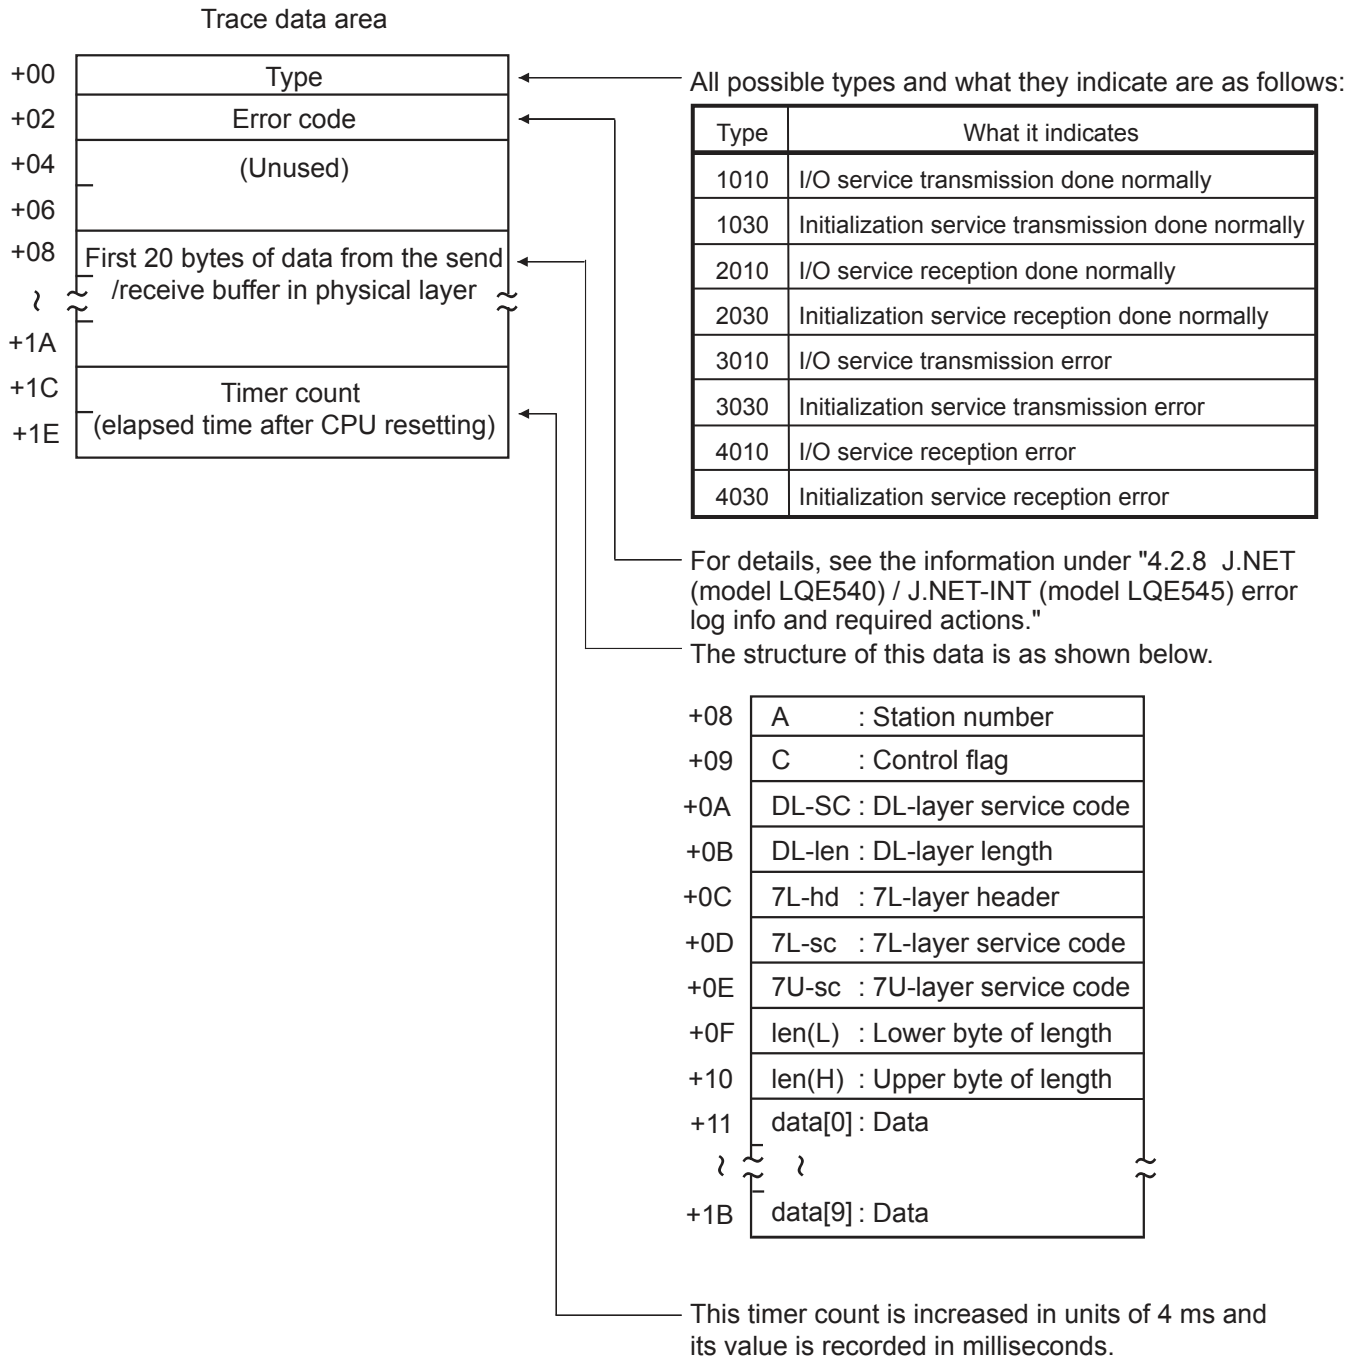 Trace data area
+00 Type
+02 Error code
+04 (Unused)
+06
+08 First 20 bytes of data from the send
/receive buffer in physical layer
~
+1A
+1C Timer count
+1E (elapsed time after CPU resetting)
All possible types and what they indicate are as follows:
Type What it indicates
1010 I/O service transmission done normally
1030 Initialization service transmission done normally
2010 I/O service reception done normally
2030 Initialization service reception done normally
3010 I/O service transmission error
3030 Initialization service transmission error
4010 I/O service reception error
4030 Initialization service reception error
For details, see the information under "4.2.8 J.NET
(model LQE540) / J.NET-INT (model LQE545) error
log info and required actions."
The structure of this data is as shown below.
+08 A : Station number
+09 C : Control flag
+0A DL-SC : DL-layer service code
+0B DL-len : DL-layer length
+0C 7L-hd : 7L-layer header
+0D 7L-sc : 7L-layer service code
+0E 7U-sc : 7U-layer service code
+0F len(L) : Lower byte of length
+10 len(H) : Upper byte of length
+11 data[0] : Data
~ ~
+1B data[9] : Data
This timer count is increased in units of 4 ms and
its value is recorded in milliseconds.